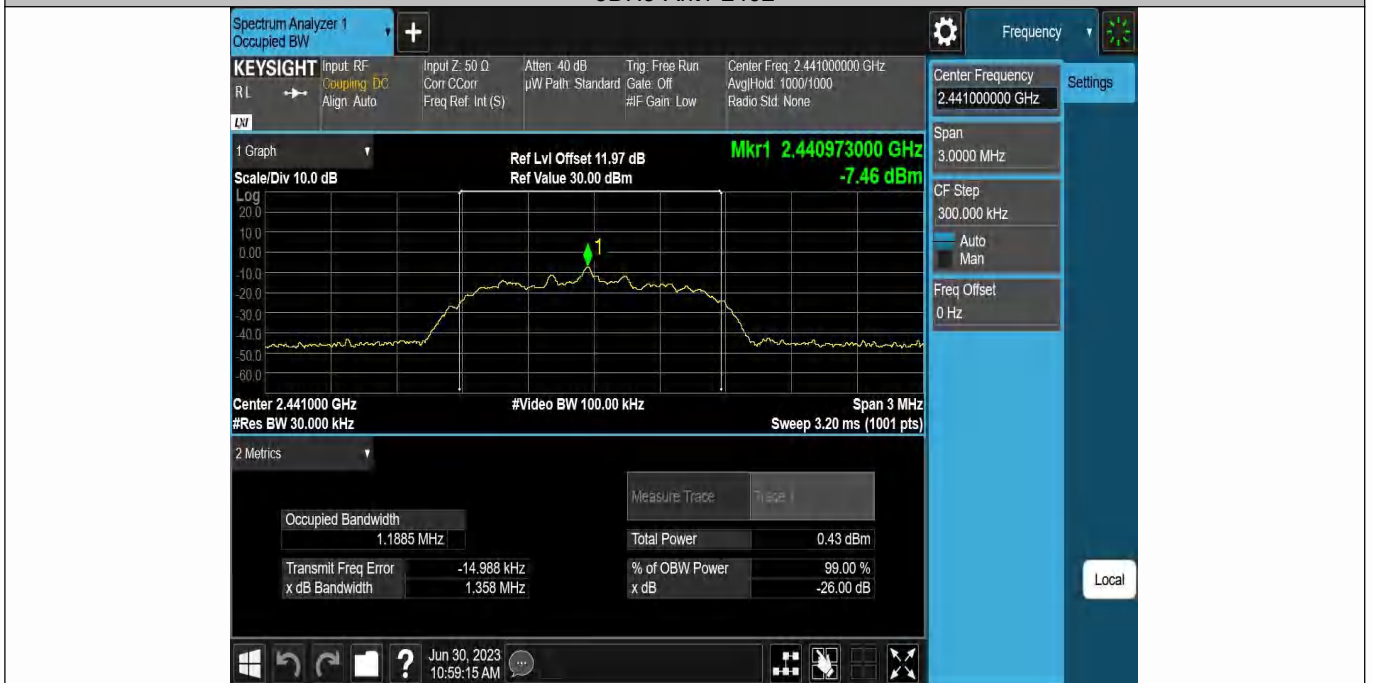 Spectrum Analyzer 1
Occupied BW
+
Frequency
KEYSIGHT
R L
LXI
Input: RF
Coupling: DC
Align: Auto
Input Z: 50 Ω
Corr CCorr
Freq Ref: Int (S)
Atten: 40 dB
µW Path: Standard
Trig: Free Run
Gate: Off
#IF Gain: Low
Center Freq: 2.441000000 GHz
Avg|Hold: 1000/1000
Radio Std: None
Center Frequency
2.441000000 GHz
Settings
Span
3.0000 MHz
CF Step
300.000 kHz
Auto
Man
Freq Offset
0 Hz
Local
1 Graph
Scale/Div 10.0 dB
Ref Lvl Offset 11.97 dB
Ref Value 30.00 dBm
Mkr1 2.440973000 GHz
-7.46 dBm
Log
20.0
10.0
0.00
-10.0
-20.0
-30.0
-40.0
-50.0
-60.0
1
Center 2.441000 GHz
#Video BW 100.00 kHz
Span 3 MHz
#Res BW 30.000 kHz
Sweep 3.20 ms (1001 pts)
2 Metrics
Measure Trace
Trace 1
Occupied Bandwidth
1.1885 MHz
Total Power
0.43 dBm
Transmit Freq Error
-14.988 kHz
% of OBW Power
99.00 %
x dB Bandwidth
1.358 MHz
x dB
-26.00 dB
?
Jun 30, 2023
10:59:15 AM